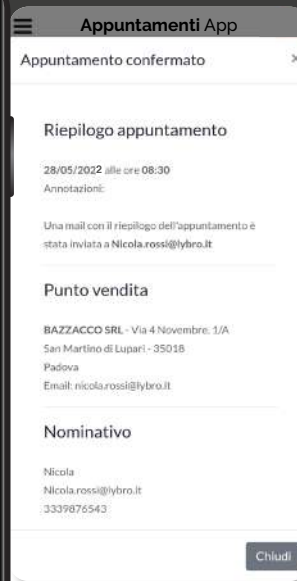 Appuntamenti App
Appuntamento confermato ×
Riepilogo appuntamento
28/05/2022 alle ore 08:30
Annotazioni:
Una mail con il riepilogo dell'appuntamento è
stata inviata a Nicola.rossi@lybro.it
Punto vendita
BAZZACCO SRL - Via 4 Novembre, 1/A
San Martino di Lupari - 35018
Padova
Email: nicola.rossi@lybro.it
Nominativo
Nicola
Nicola.rossi@lybro.it
3339876543
Chiudi